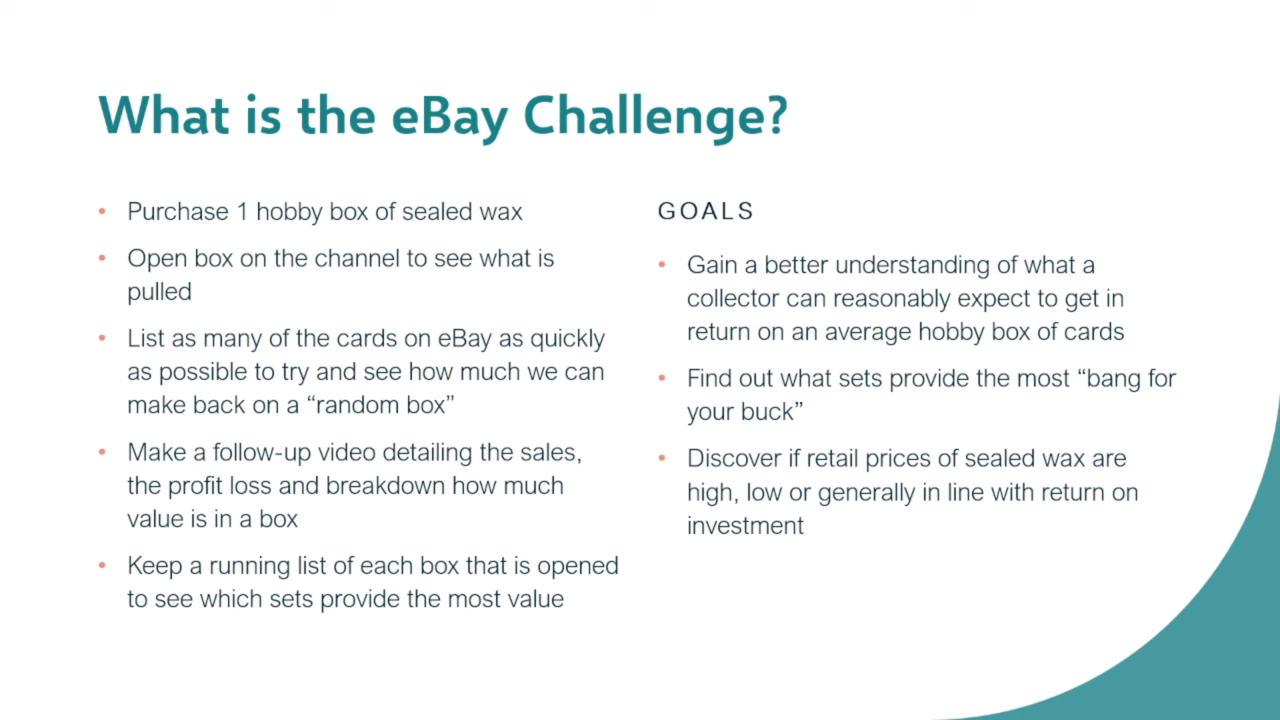 What is the eBay Challenge?
• Purchase 1 hobby box of sealed wax
• Open box on the channel to see what is
pulled
• List as many of the cards on eBay as quickly
as possible to try and see how much we can
make back on a “random box”
• Make a follow-up video detailing the sales,
the profit loss and breakdown how much
value is in a box
• Keep a running list of each box that is opened
to see which sets provide the most value
GOALS
• Gain a better understanding of what a
collector can reasonably expect to get in
return on an average hobby box of cards
• Find out what sets provide the most “bang for
your buck”
• Discover if retail prices of sealed wax are
high, low or generally in line with return on
investment